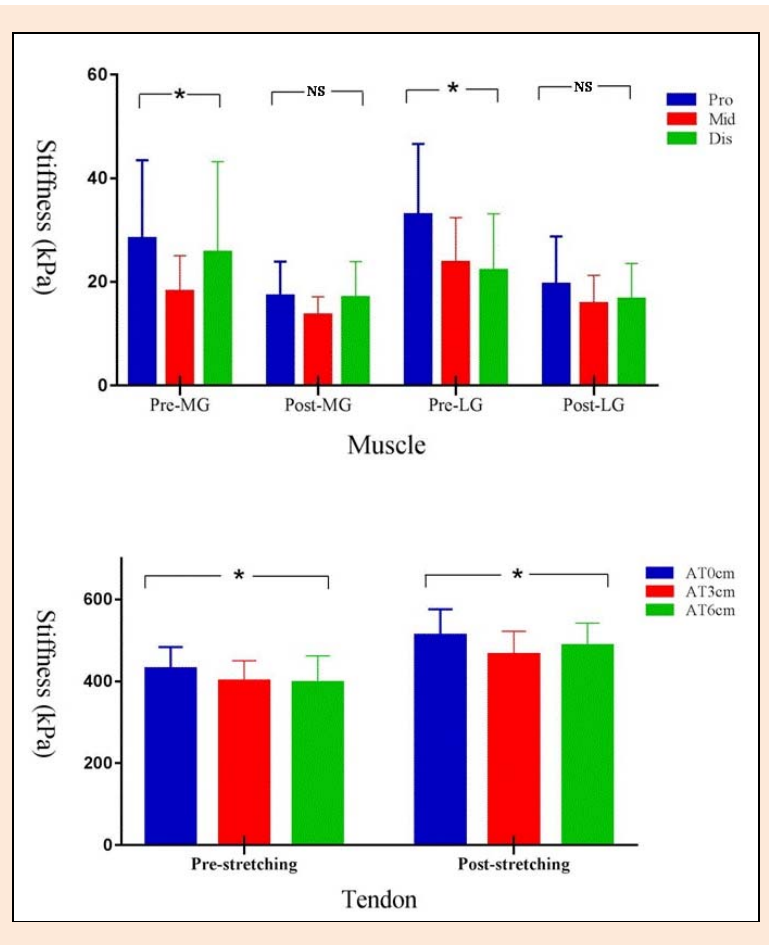 60
* NS * NS
Pro
Mid
Dis
40
Stiffness (kPa)
20
0
Pre-MG Post-MG Pre-LG Post-LG
Muscle
* *
AT0cm
AT3cm
AT6cm
600
Stiffness (kPa)
400
200
0
Pre-stretching Post-stretching
Tendon